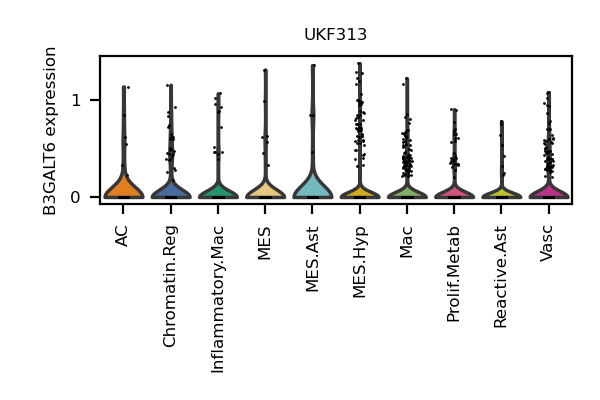 UKF313
B3GALT6 expression
1
0
AC
Chromatin.Reg
Inflammatory.Mac
MES
MES.Ast
MES.Hyp
Mac
Prolif.Metab
Reactive.Ast
Vasc